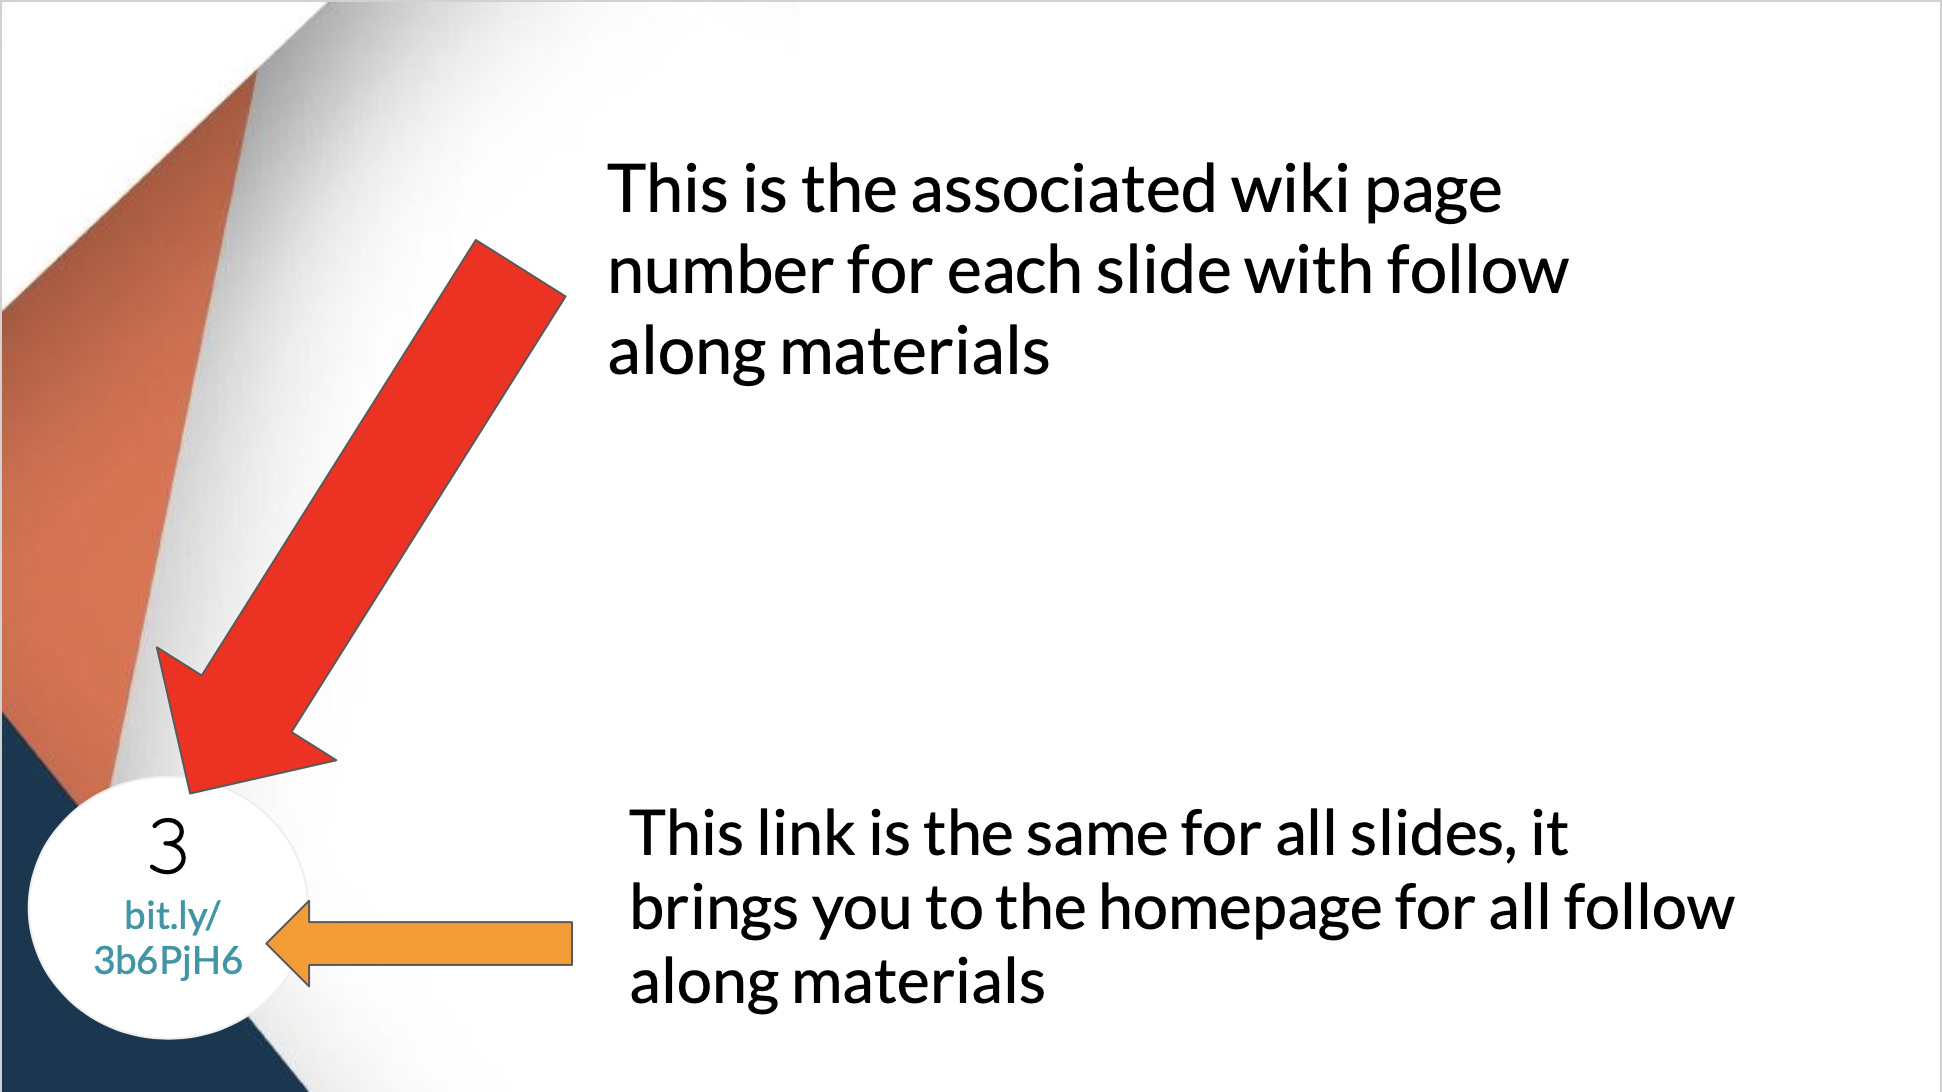 This is the associated wiki page
number for each slide with follow
along materials
3
bit.ly/
3b6PjH6
This link is the same for all slides, it
brings you to the homepage for all follow
along materials